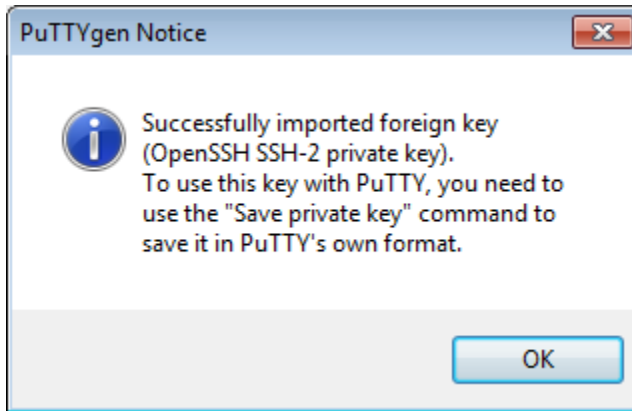 PuTTYgen Notice
Successfully imported foreign key
(OpenSSH SSH-2 private key).
To use this key with PuTTY, you need to
use the "Save private key" command to
save it in PuTTY's own format.
OK